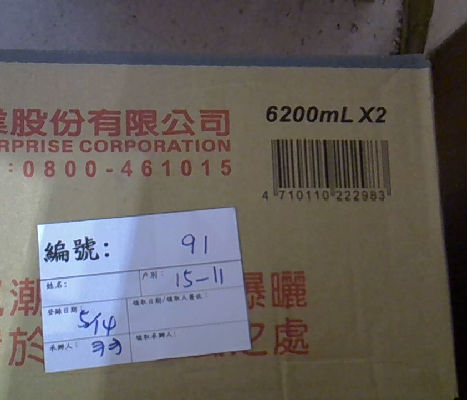 業股份有限公司
6200mL X2
ERPRISE CORPORATION
:0800-461015
4 710110 222983
編號: 91
姓名:
戶別: 15-11
登錄日期: 5/14
領取日期/領取人簽收:
承辦人:
領取承辦人:
潮
曝曬
於
之處